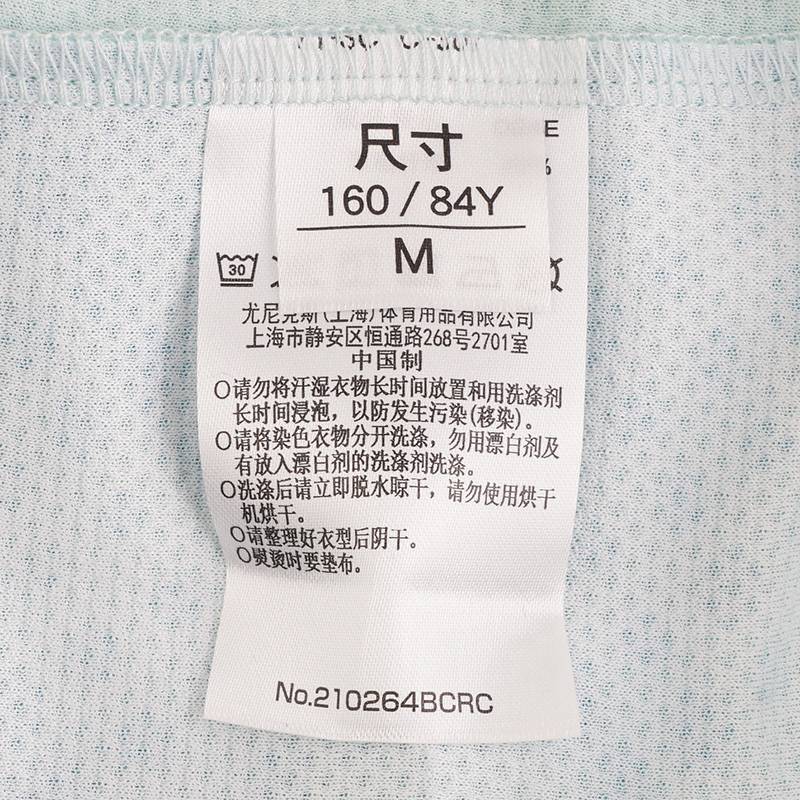 尺寸
160 / 84Y
M
E
%
30
尤尼克斯(上海)体育用品有限公司
上海市静安区恒通路268号2701室
中国制
○请勿将汗湿衣物长时间放置和用洗涤剂
长时间浸泡，以防发生污染(移染)。
○请将染色衣物分开洗涤，勿用漂白剂及
有放入漂白剂的洗涤剂洗涤。
○洗涤后请立即脱水晾干，请勿使用烘干
机烘干。
○请整理好衣型后阴干。
○熨烫时要垫布。
No.210264BCRC